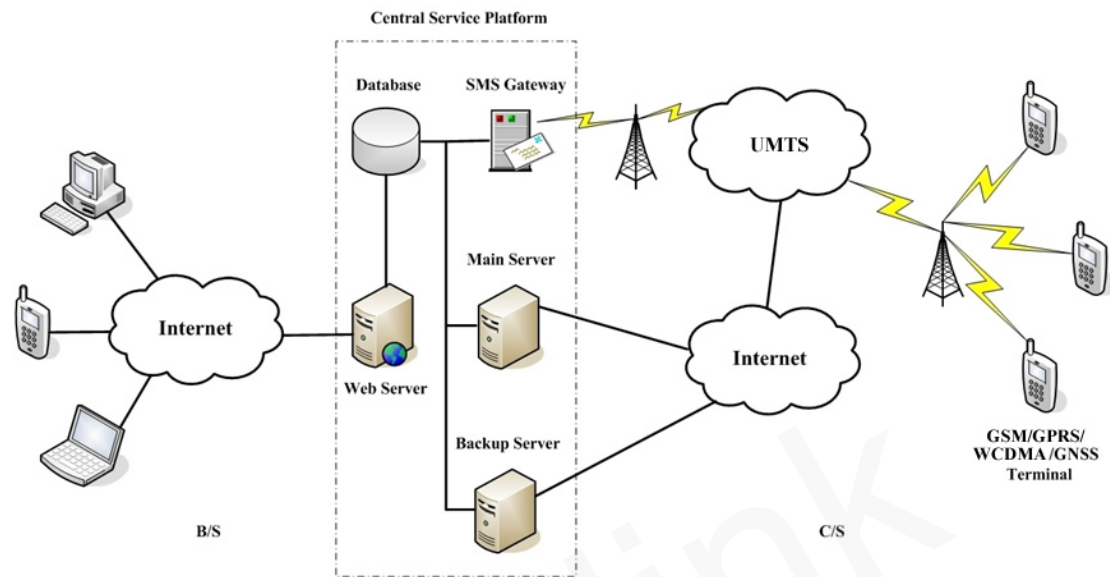 Central Service Platform
Database
SMS Gateway
UMTS
Main Server
Internet
Internet
Web Server
Backup Server
GSM/GPRS/
WCDMA/GNSS
Terminal
B/S
C/S